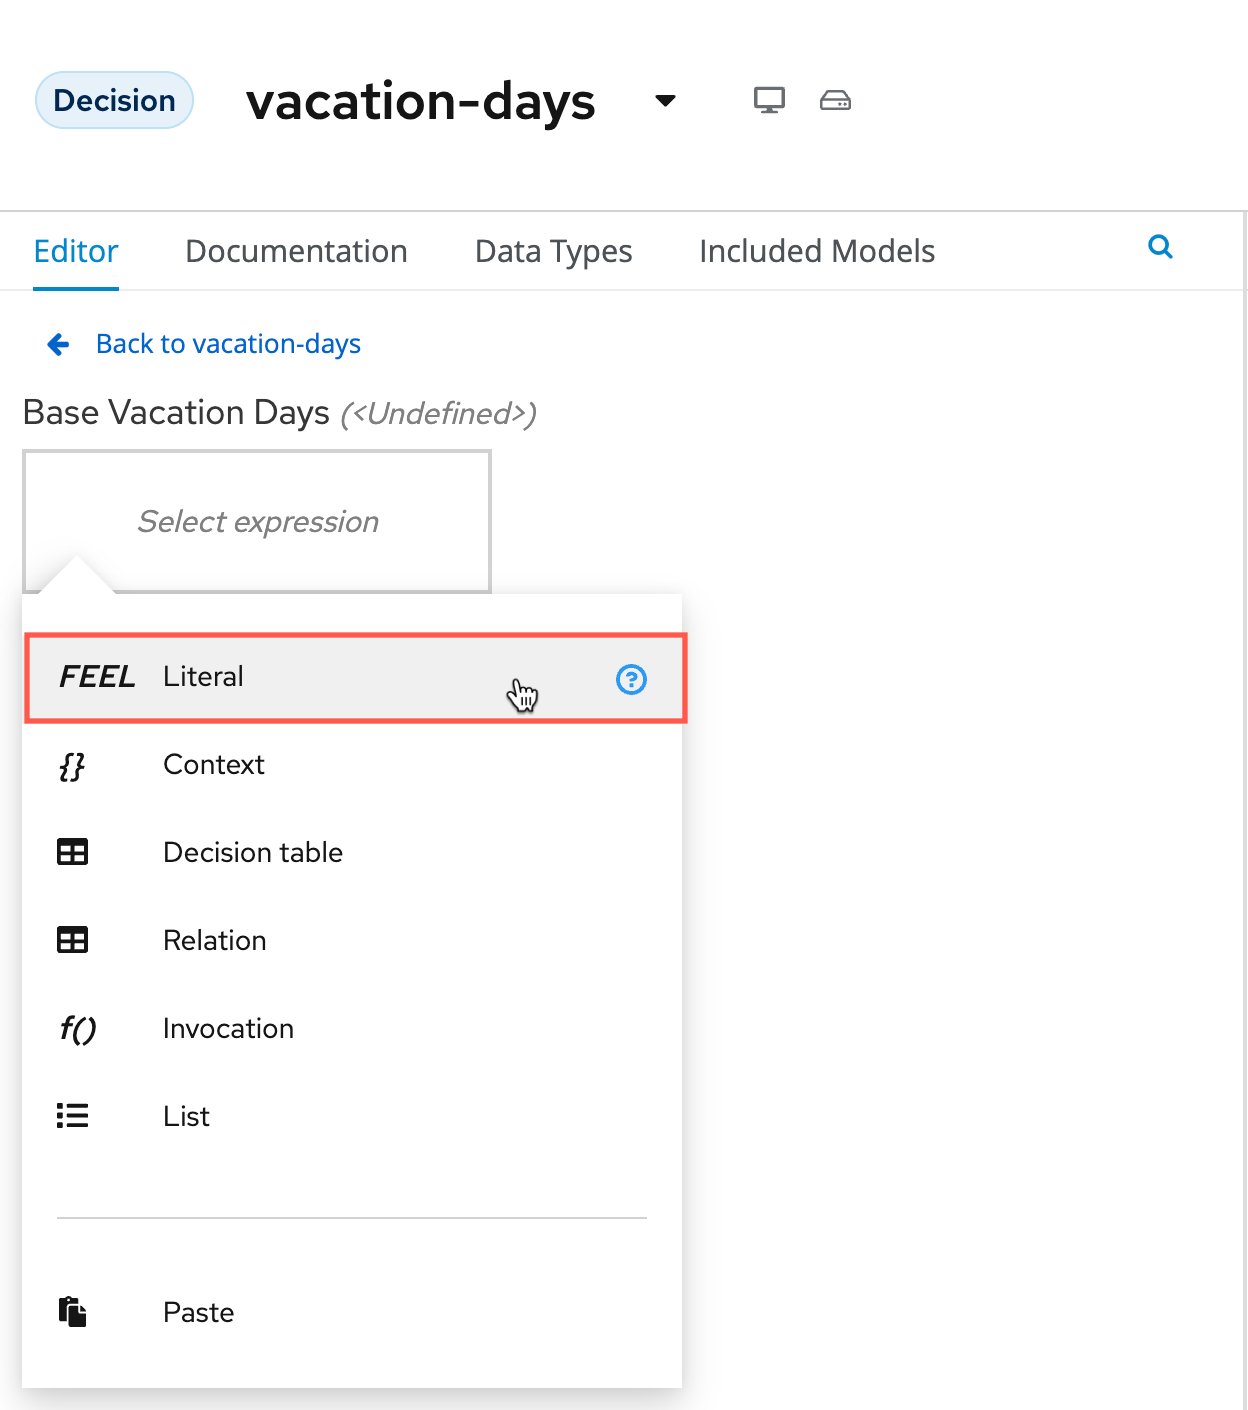 Decision vacation-days
Editor Documentation Data Types Included Models
Back to vacation-days
Base Vacation Days (<Undefined>)
Select expression
FEEL Literal ?
{} Context
Decision table
Relation
f() Invocation
List
Paste